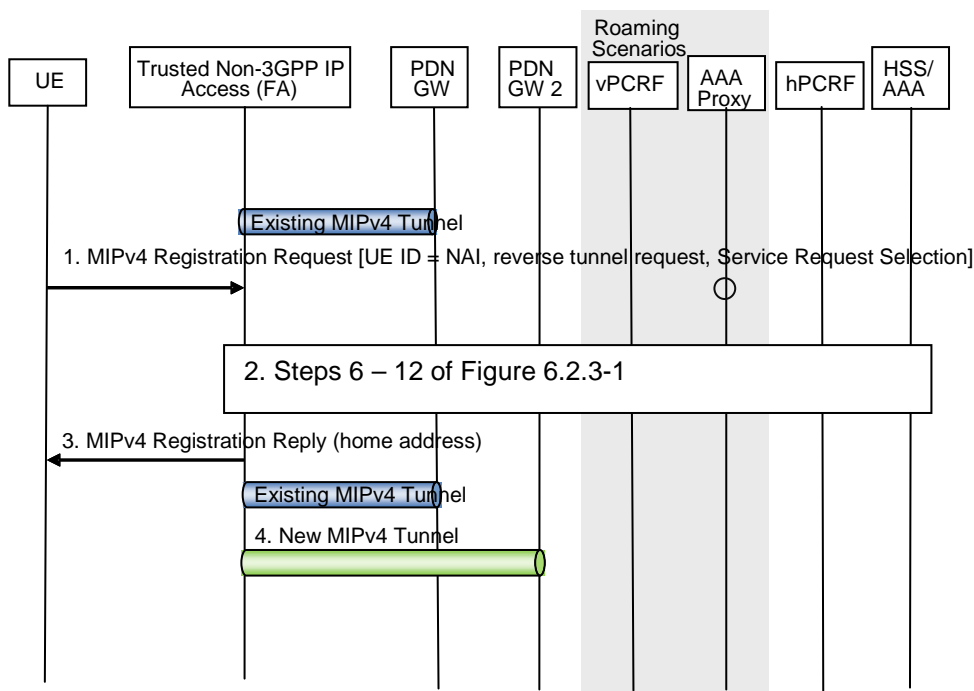 Roaming
Scenarios
UE
Trusted Non-3GPP IP
Access (FA)
PDN
GW
PDN
GW 2
vPCRF
AAA
Proxy
hPCRF
HSS/
AAA
Existing MIPv4 Tunnel
1. MIPv4 Registration Request [UE ID = NAI, reverse tunnel request, Service Request Selection]
2. Steps 6 – 12 of Figure 6.2.3-1
3. MIPv4 Registration Reply (home address)
Existing MIPv4 Tunnel
4. New MIPv4 Tunnel